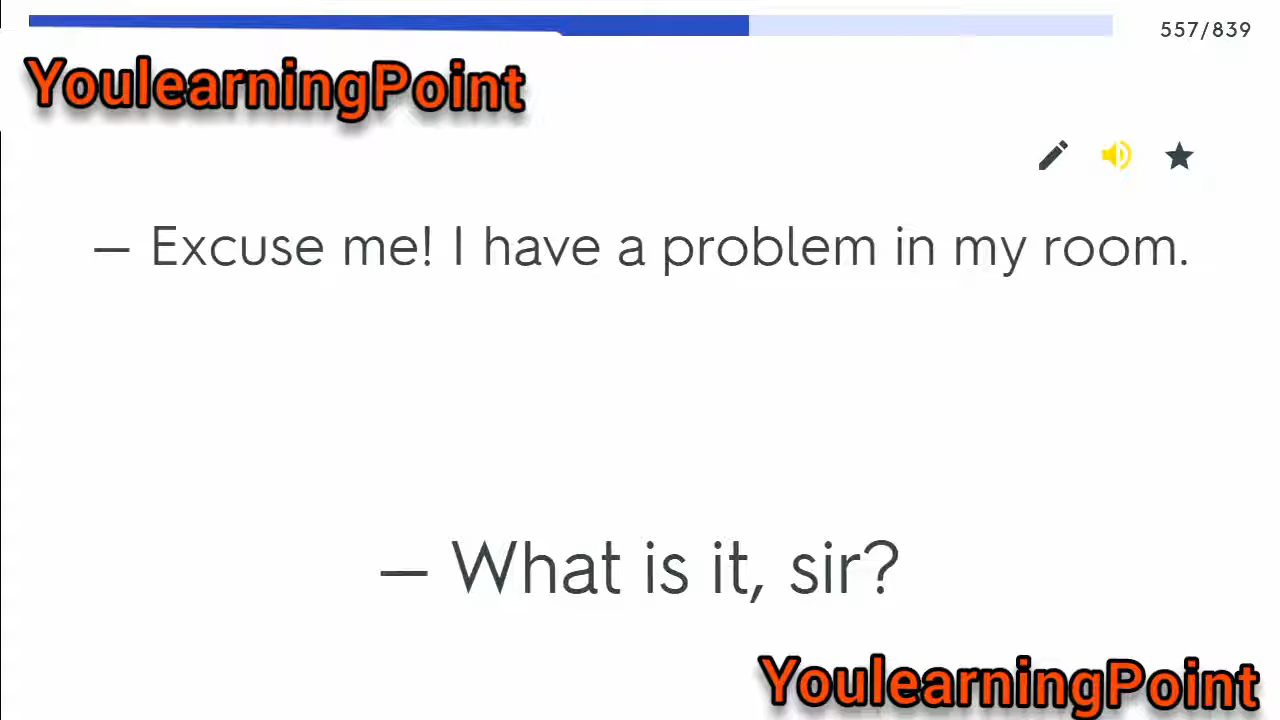 557/839
YoulearningPoint
– Excuse me! I have a problem in my room.
– What is it, sir?
YoulearningPoint